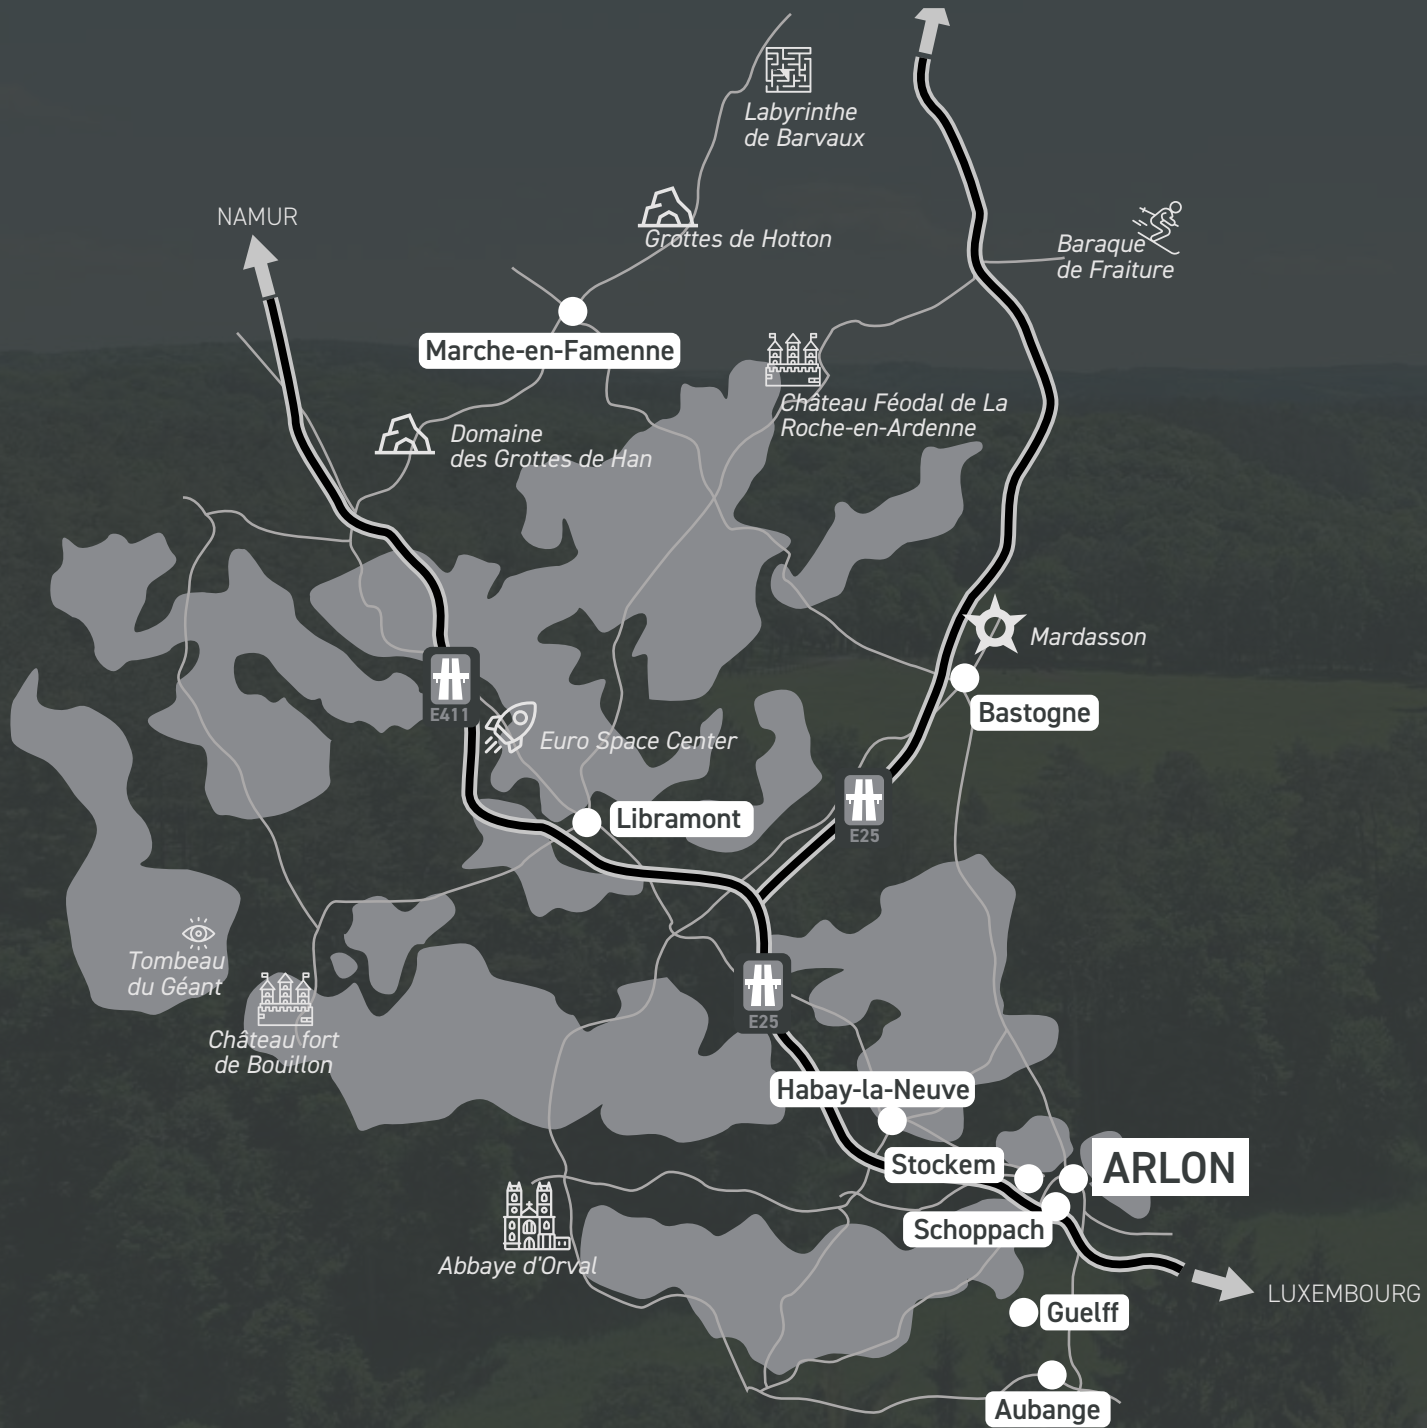 Labyrinthe
de Barvaux
NAMUR
Grottes de Hotton
Baraque
de Fraiture
Marche-en-Famenne
Château Féodal de La
Roche-en-Ardenne
Domaine
des Grottes de Han
Mardasson
E411
Bastogne
Euro Space Center
Libramont
E25
Tombeau
du Géant
E25
Château fort
de Bouillon
Habay-la-Neuve
Stockem
ARLON
Schoppach
Abbaye d'Orval
LUXEMBOURG
Guelff
Aubange